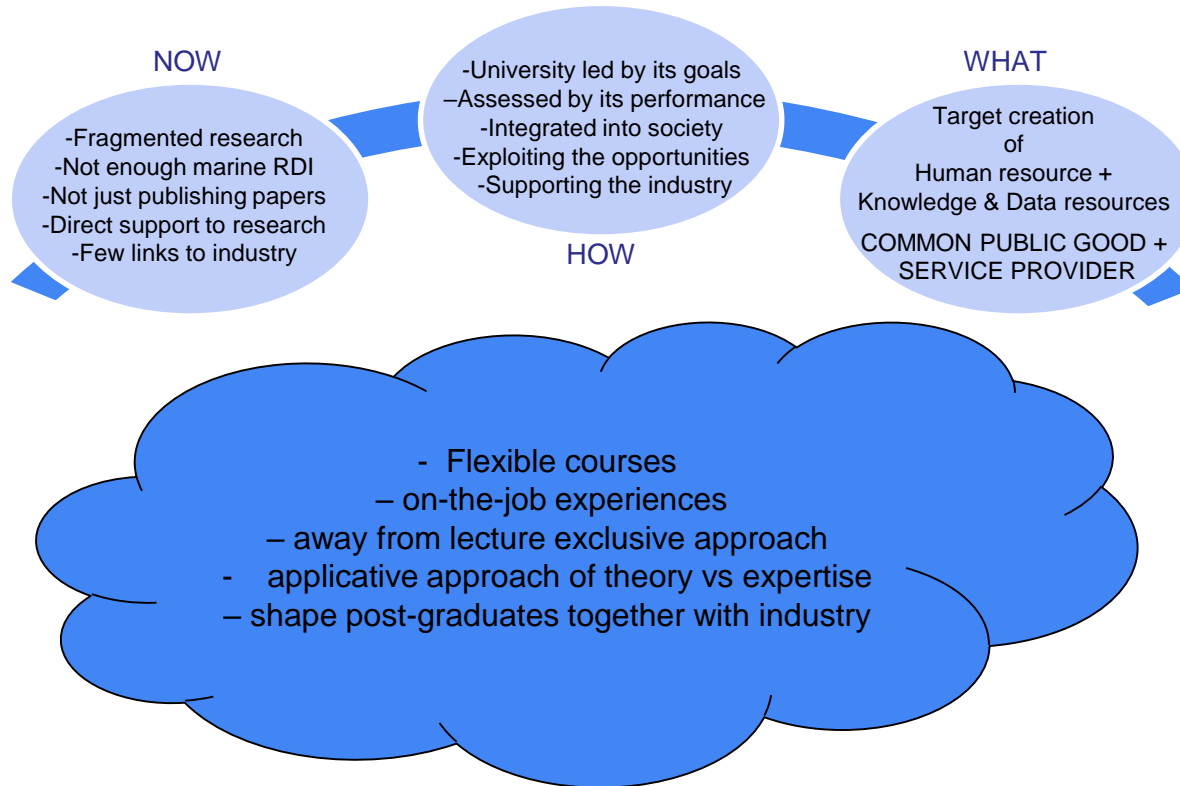 NOW
-Fragmented research
-Not enough marine RDI
-Not just publishing papers
-Direct support to research
-Few links to industry
-University led by its goals
–Assessed by its performance
-Integrated into society
-Exploiting the opportunities
-Supporting the industry
HOW
WHAT
Target creation
of
Human resource +
Knowledge & Data resources
COMMON PUBLIC GOOD +
SERVICE PROVIDER
- Flexible courses
– on-the-job experiences
– away from lecture exclusive approach
- applicative approach of theory vs expertise
– shape post-graduates together with industry